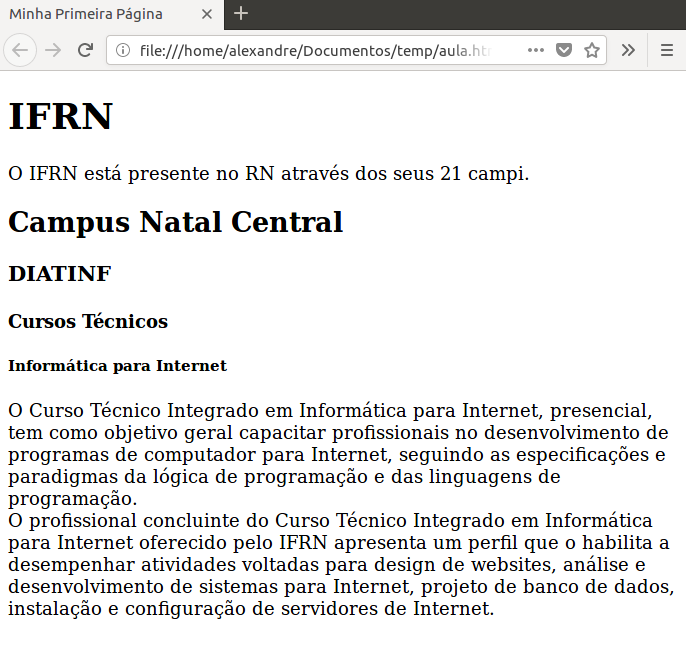 Minha Primeira Página
file:///home/alexandre/Documentos/temp/aula.ht
IFRN
O IFRN está presente no RN através dos seus 21 campi.
Campus Natal Central
DIATINF
Cursos Técnicos
Informática para Internet
O Curso Técnico Integrado em Informática para Internet, presencial,
tem como objetivo geral capacitar profissionais no desenvolvimento de
programas de computador para Internet, seguindo as especificações e
paradigmas da lógica de programação e das linguagens de
programação.
O profissional concluinte do Curso Técnico Integrado em Informática
para Internet oferecido pelo IFRN apresenta um perfil que o habilita a
desempenhar atividades voltadas para design de websites, análise e
desenvolvimento de sistemas para Internet, projeto de banco de dados,
instalação e configuração de servidores de Internet.